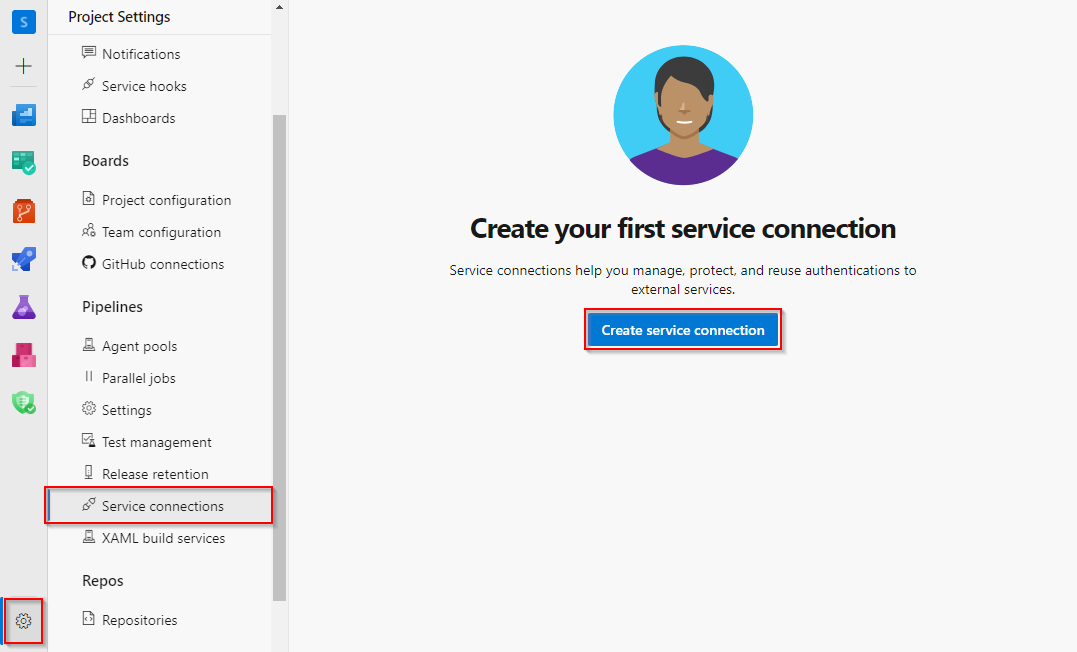 S
Project Settings
Notifications
Service hooks
Dashboards
Boards
Project configuration
Team configuration
GitHub connections
Pipelines
Agent pools
Parallel jobs
Settings
Test management
Release retention
Service connections
XAML build services
Repos
Repositories
Create your first service connection
Service connections help you manage, protect, and reuse authentications to
external services.
Create service connection